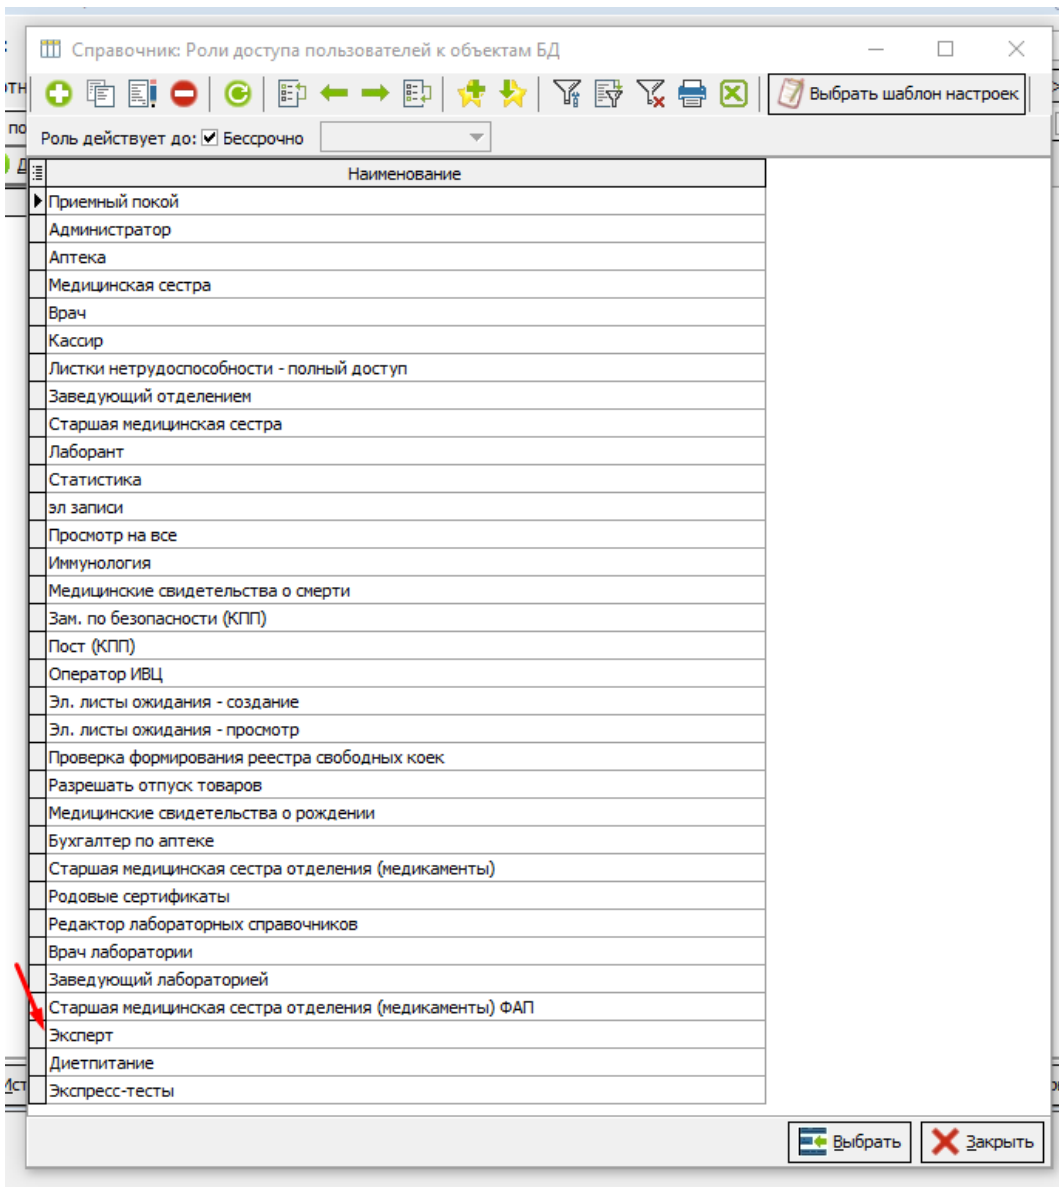 Справочник: Роли доступа пользователей к объектам БД
Выбрать шаблон настроек
Роль действует до: Бессрочно
Наименование
Приемный покой
Администратор
Аптека
Медицинская сестра
Врач
Кассир
Листки нетрудоспособности - полный доступ
Заведующий отделением
Старшая медицинская сестра
Лаборант
Статистика
эл записи
Просмотр на все
Иммунология
Медицинские свидетельства о смерти
Зам. по безопасности (КПП)
Пост (КПП)
Оператор ИВЦ
Эл. листы ожидания - создание
Эл. листы ожидания - просмотр
Проверка формирования реестра свободных коек
Разрешать отпуск товаров
Медицинские свидетельства о рождении
Бухгалтер по аптеке
Старшая медицинская сестра отделения (медикаменты)
Родовые сертификаты
Редактор лабораторных справочников
Врач лаборатории
Заведующий лабораторией
Старшая медицинская сестра отделения (медикаменты) ФАП
Эксперт
Диетпитание
Экспресс-тесты
Выбрать Закрыть